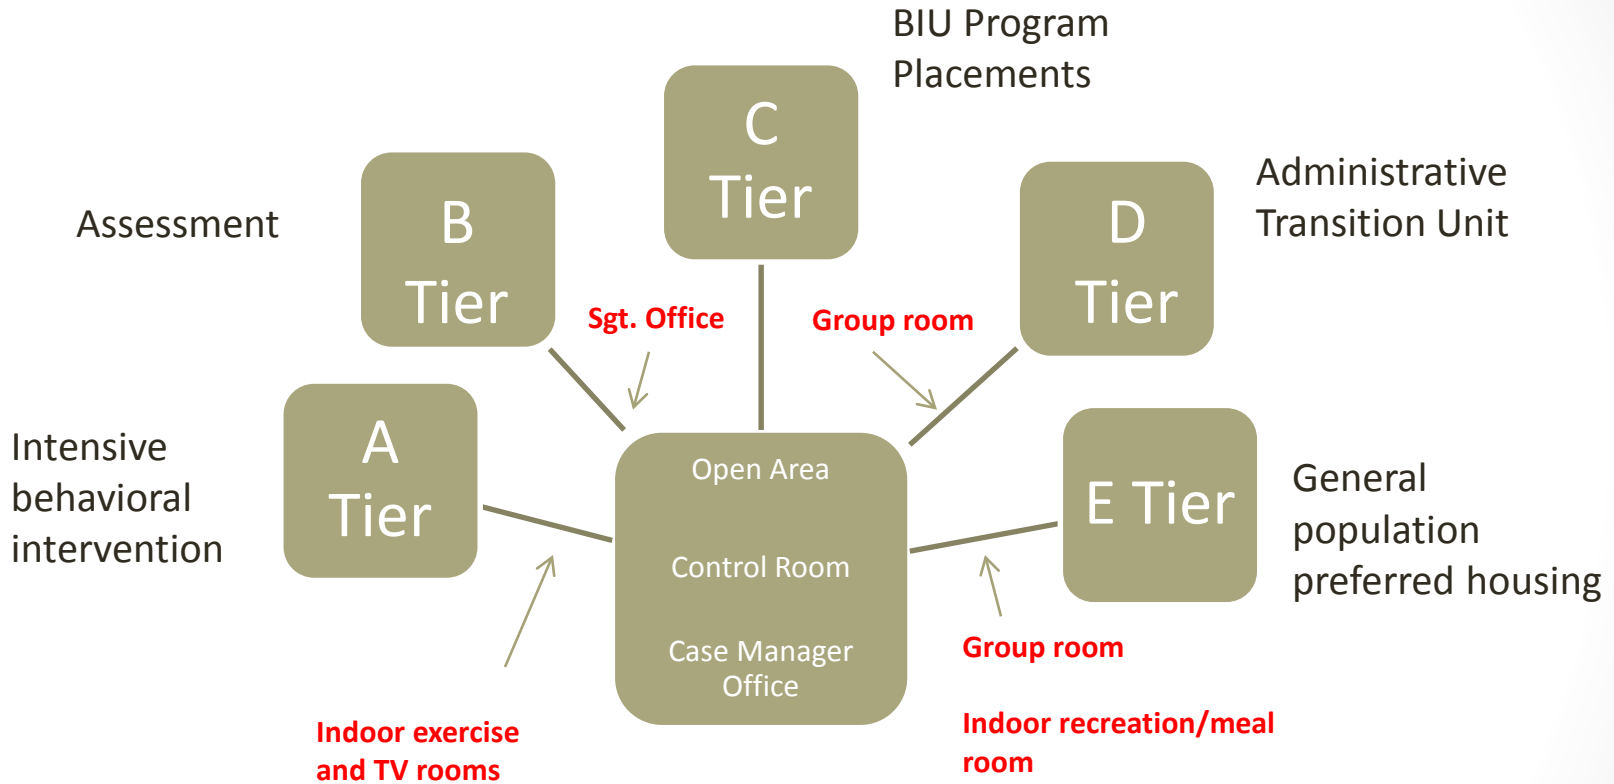 BIU Program
Placements
C
Tier
Administrative
Transition Unit
Assessment
B
Tier
D
Tier
Sgt. Office
Group room
Intensive
behavioral
intervention
A
Tier
Open Area
Control Room
Case Manager
Office
E Tier
General
population
preferred housing
Group room
Indoor recreation/meal
room
Indoor exercise
and TV rooms